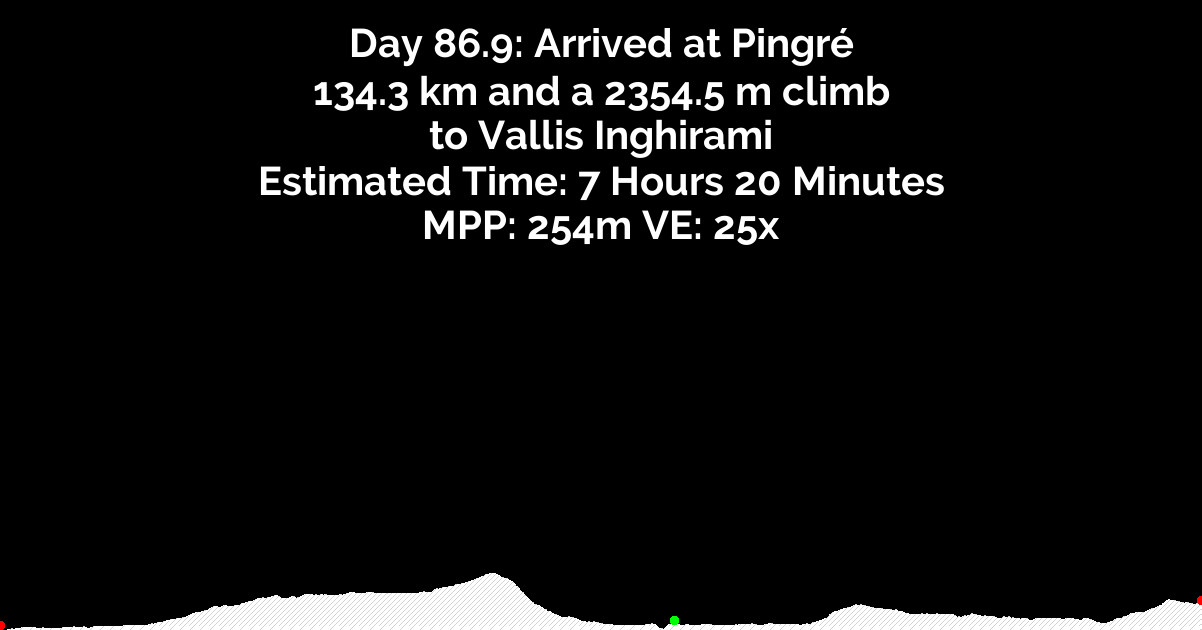 Day 86.9: Arrived at Pingré
134.3 km and a 2354.5 m climb
to Vallis Inghirami
Estimated Time: 7 Hours 20 Minutes
MPP: 254m VE: 25x